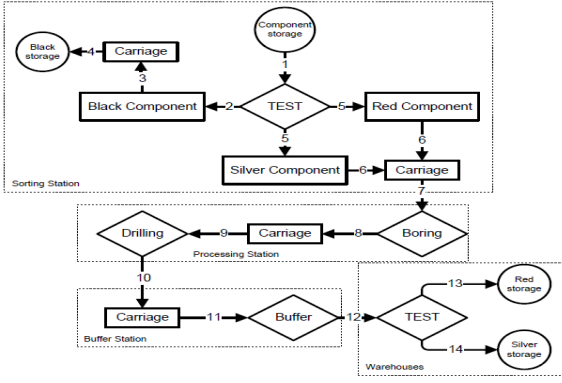 Component
storage
Black
storage
4
Carriage
1
3
Black Component
2
TEST
5
Red Component
5
6
Silver Component
6
Carriage
Sorting Station
7
Drilling
9
Carriage
8
Boring
Processing Station
10
Carriage
11
Buffer
12
TEST
13
Red
storage
14
Silver
storage
Buffer Station
Warehouses